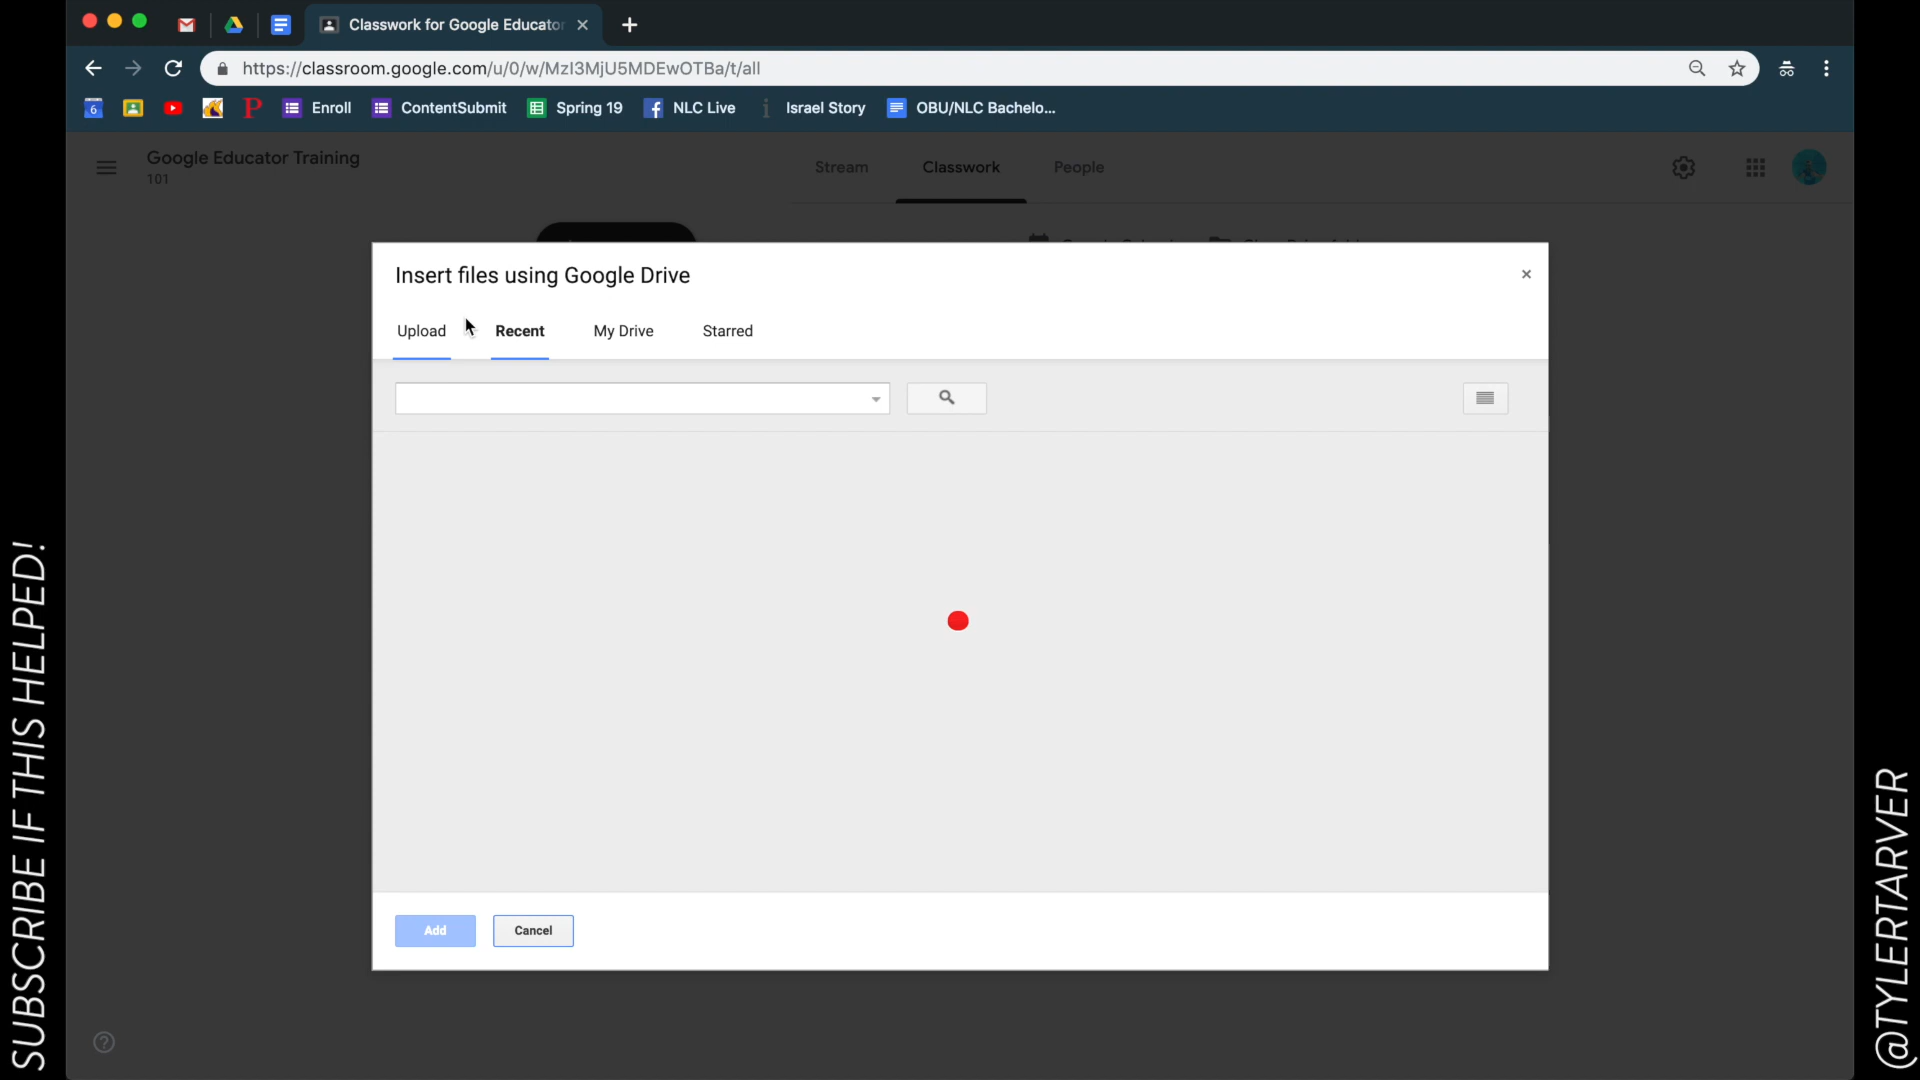 Classwork for Google Educator
https://classroom.google.com/u/0/w/MzI3MjU5MDEwOTBa/t/all
6
Enroll
ContentSubmit
Spring 19
NLC Live
Israel Story
OBU/NLC Bachelo...
Google Educator Training
101
Stream
Classwork
People
Insert files using Google Drive
Upload
Recent
My Drive
Starred
Add
Cancel
SUBSCRIBE IF THIS HELPED!
@TYLERTARVER